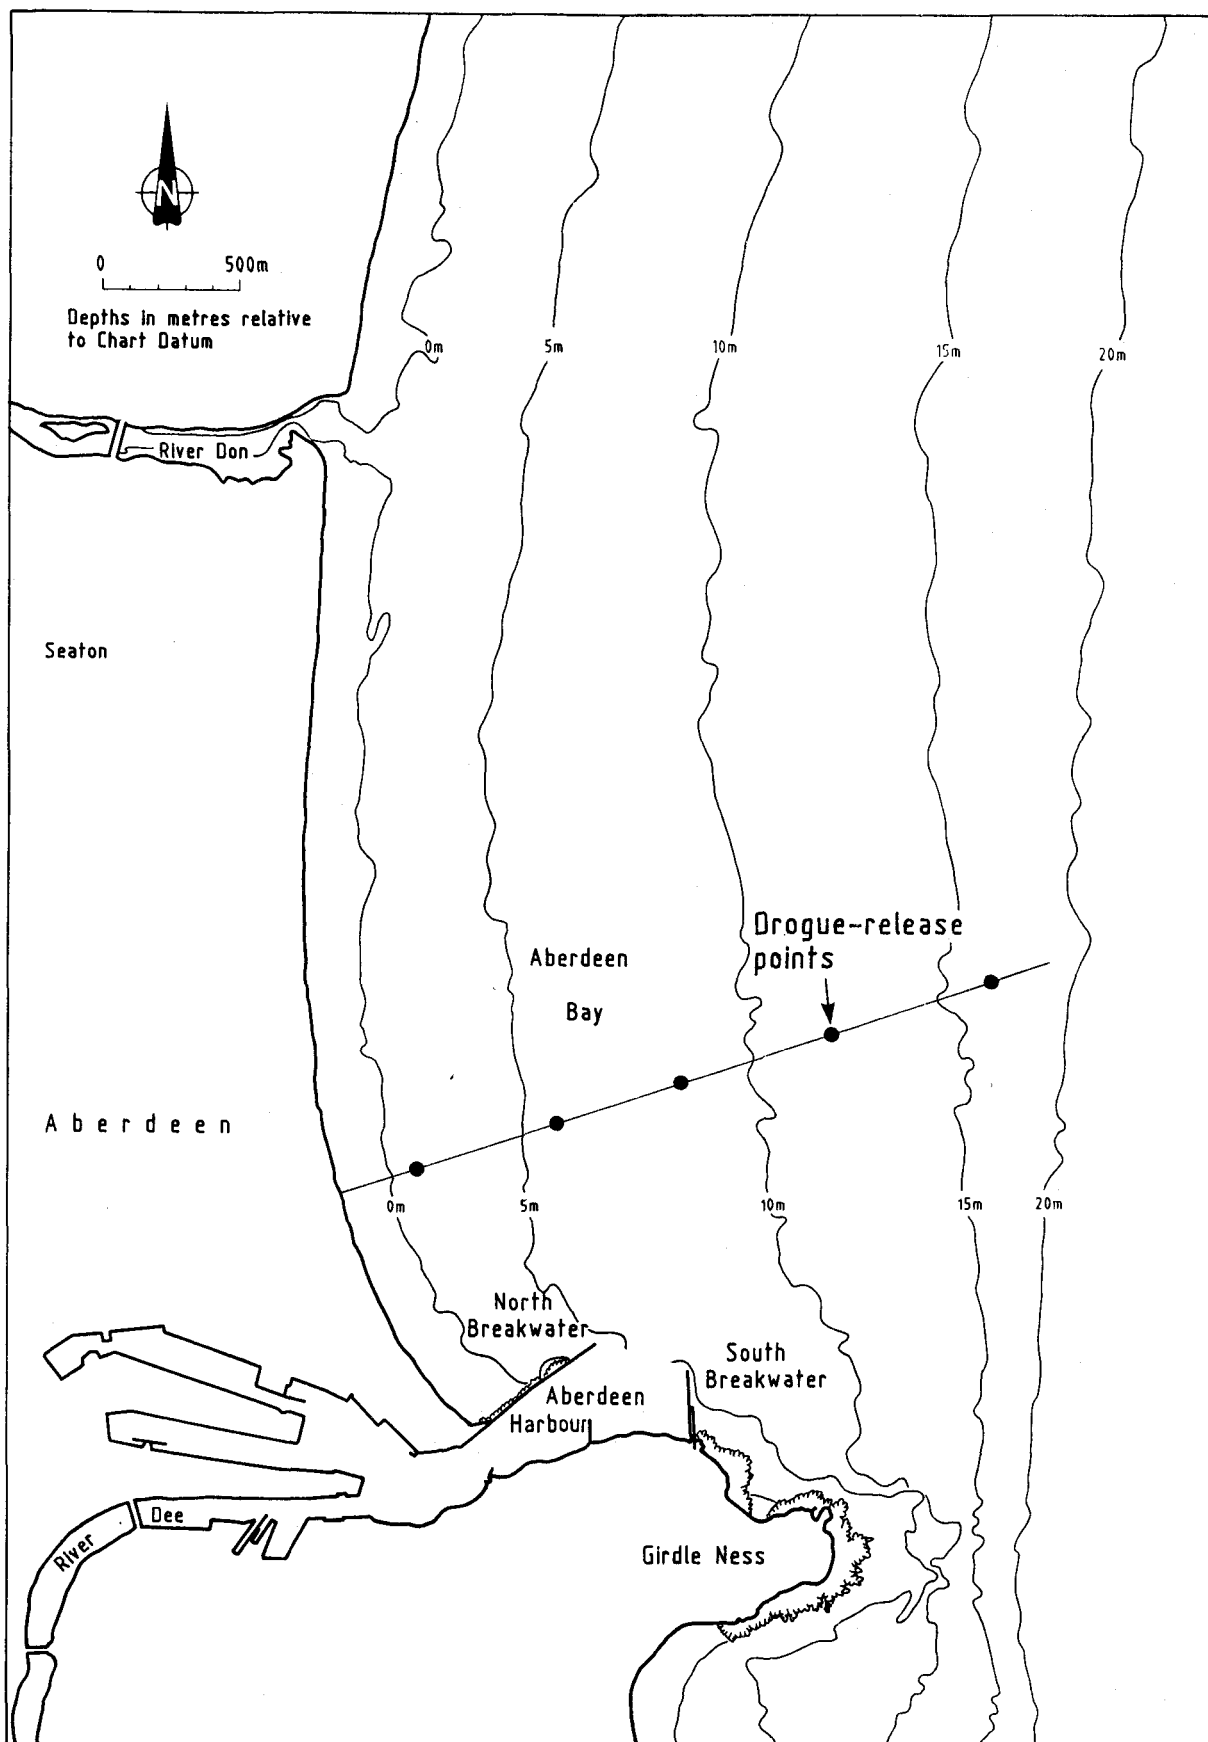 N
0 500m
Depths in metres relative
to Chart Datum
0m 5m 10m 15m 20m
River Don
Seaton
Drogue-release
points
Aberdeen
Bay
Aberdeen
0m 5m 10m 15m 20m
North
Breakwater
South
Breakwater
Aberdeen
Harbour
Dee
River
Girdle Ness